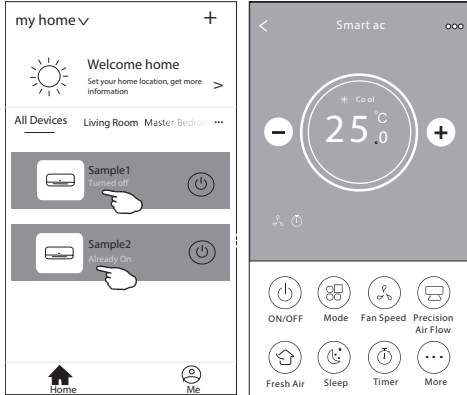 my home
Welcome home
Set your home location, get more
information
All Devices Living Room Master Bedroom
Sample1
Turned off
Sample2
Already On
Home
Me
Smart ac
Cool
25.0 °C
ON/OFF Mode Fan Speed Precision
Air Flow
Fresh Air Sleep Timer More